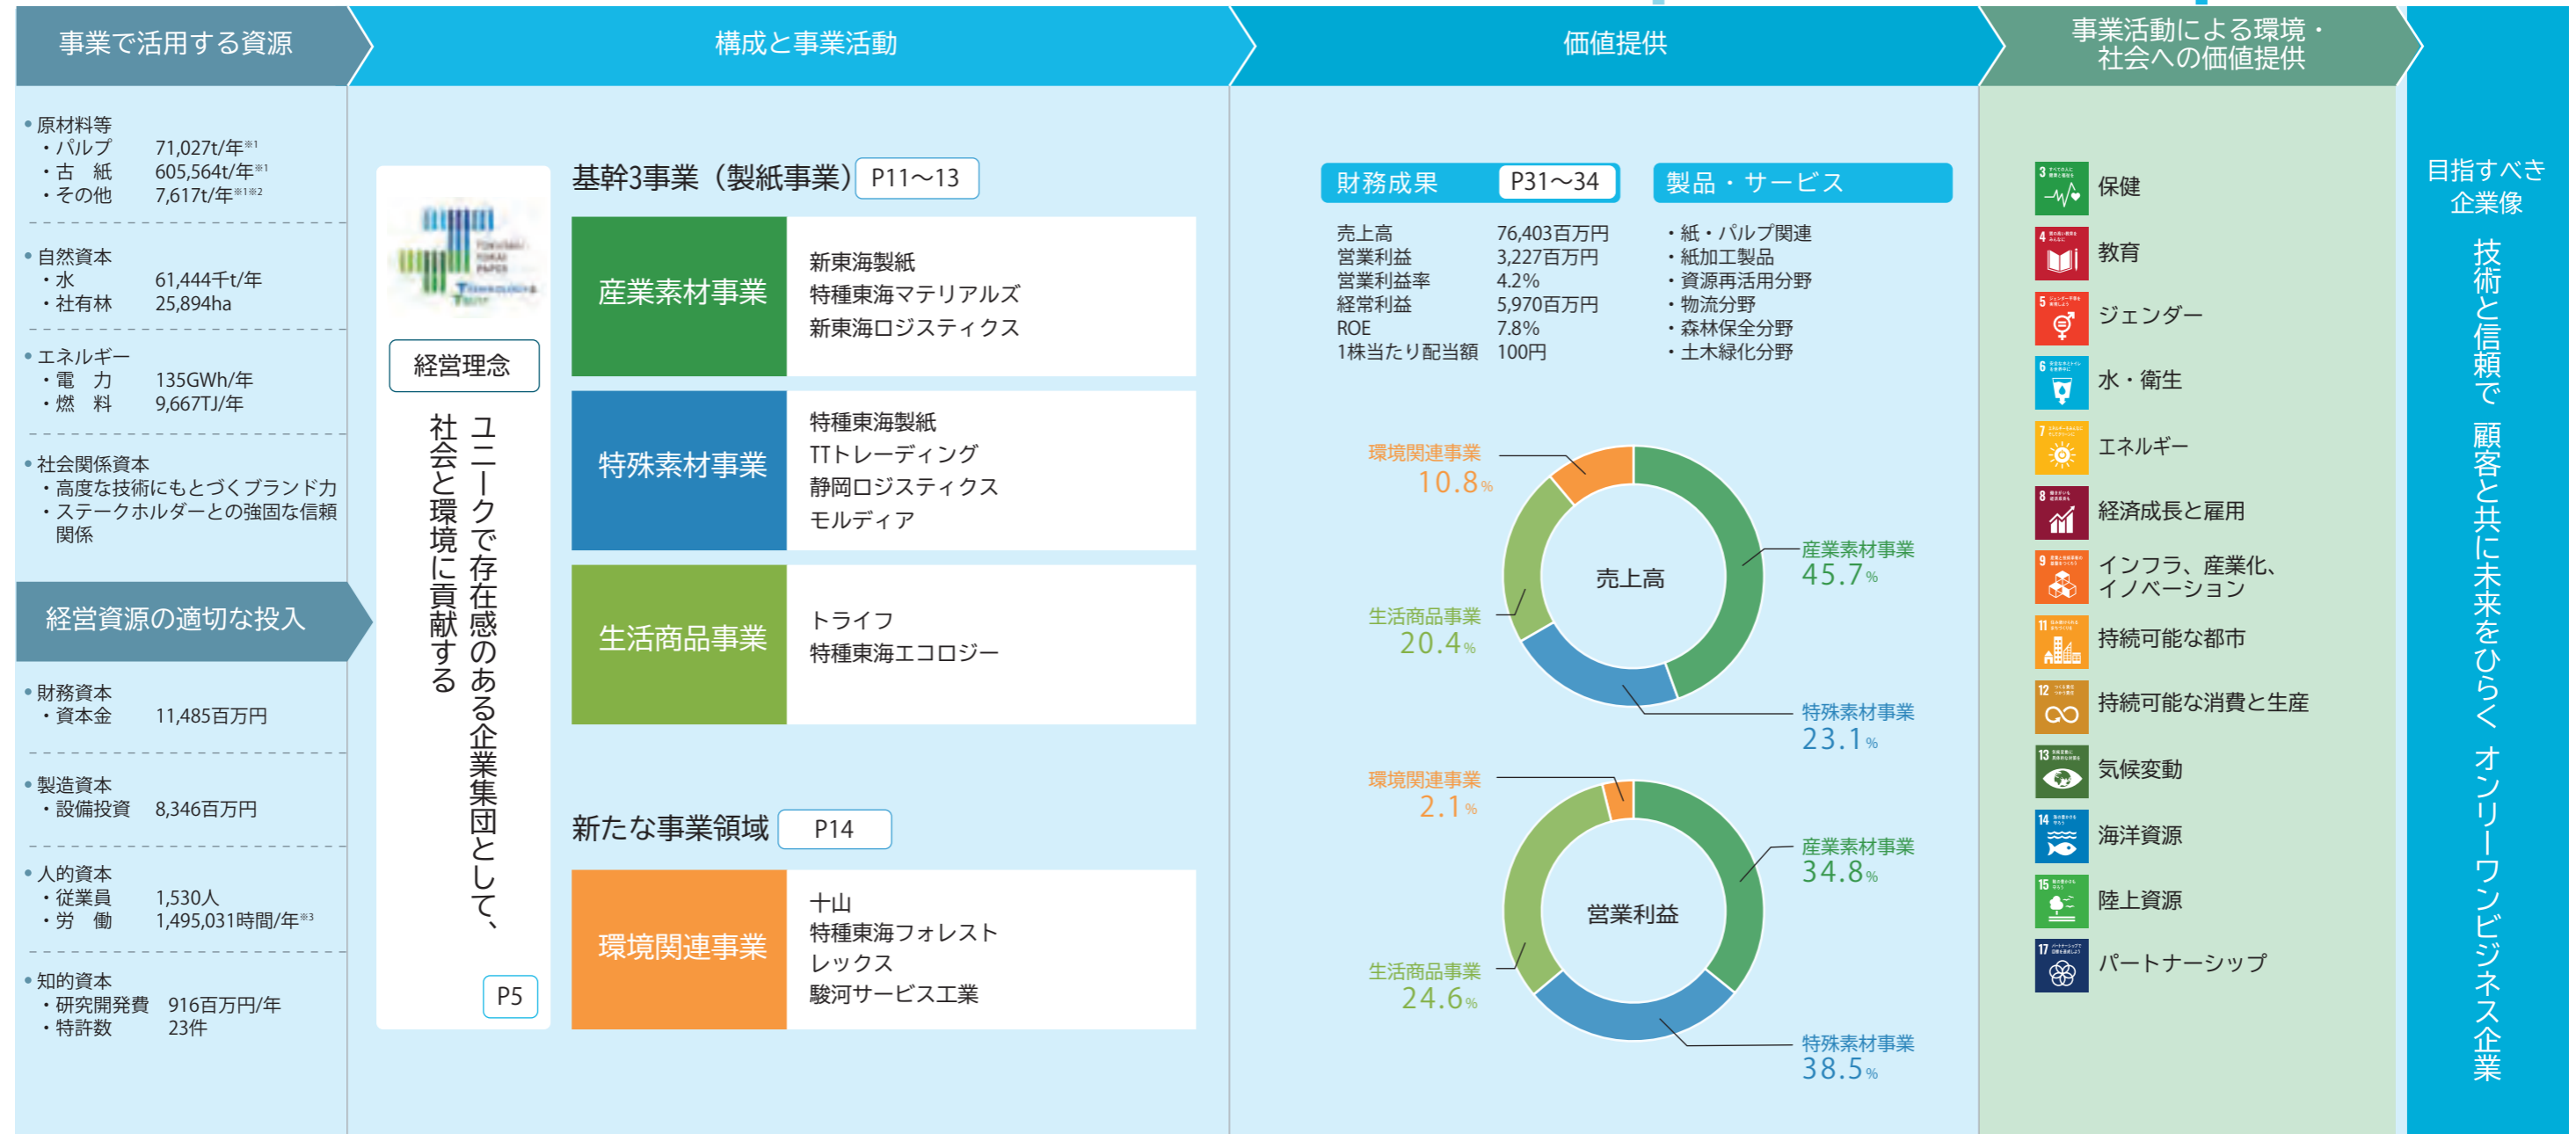 事業で活用する資源
・原材料等
・パルプ 71,027t/年※1
・古 紙 605,564t/年※1
・その他 7,617t/年※1※2
・自然資本
・水 61,444千t/年
・社有林 25,894ha
・エネルギー
・電 力 135GWh/年
・燃 料 9,667TJ/年
・社会関係資本
・高度な技術にもとづくブランド力
・ステークホルダーとの強固な信頼
関係
経営資源の適切な投入
・財務資本
・資本金 11,485百万円
・製造資本
・設備投資 8,346百万円
・人的資本
・従業員 1,530人
・労 働 1,495,031時間/年※3
・知的資本
・研究開発費 916百万円/年
・特許数 23件
構成と事業活動
経営理念
ユニークで存在感のある企業集団として、
社会と環境に貢献する
P5
基幹3事業（製紙事業） P11〜13
産業素材事業
新東海製紙
特種東海マテリアルズ
新東海ロジスティクス
特殊素材事業
特種東海製紙
TTトレーディング
静岡ロジスティクス
モルディア
生活商品事業
トライフ
特種東海エコロジー
新たな事業領域 P14
環境関連事業
十山
特種東海フォレスト
レックス
駿河サービス工業
価値提供
財務成果 P31〜34
売上高 76,403百万円
営業利益 3,227百万円
営業利益率 4.2%
経常利益 5,970百万円
ROE 7.8%
1株当たり配当額 100円
製品・サービス
・紙・パルプ関連
・紙加工製品
・資源再活用分野
・物流分野
・森林保全分野
・土木緑化分野
売上高
環境関連事業
10.8%
産業素材事業
45.7%
生活商品事業
20.4%
特殊素材事業
23.1%
営業利益
環境関連事業
2.1%
産業素材事業
34.8%
生活商品事業
24.6%
特殊素材事業
38.5%
事業活動による環境・
社会への価値提供
3 保健
4 教育
5 ジェンダー
6 水・衛生
7 エネルギー
8 経済成長と雇用
9 インフラ、産業化、
イノベーション
11 持続可能な都市
12 持続可能な消費と生産
13 気候変動
14 海洋資源
15 陸上資源
17 パートナーシップ
目指すべき
企業像
技術と信頼で 顧客と共に未来をひらく オンリーワンビジネス企業